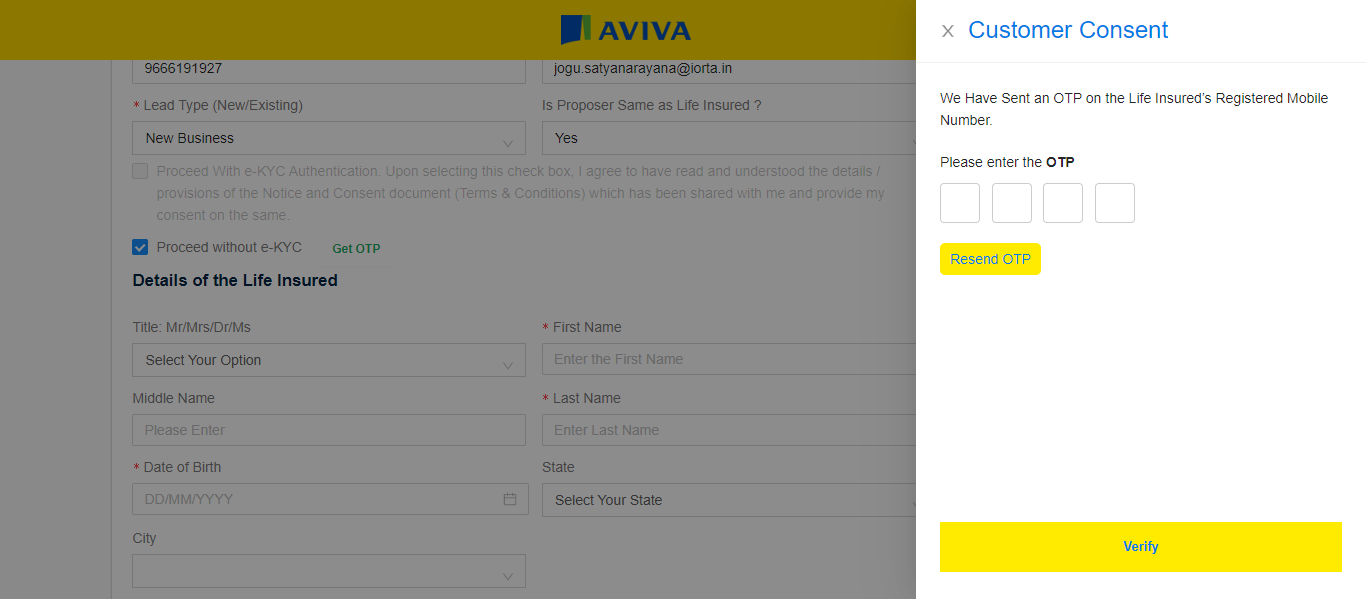 AVIVA
X Customer Consent
9666191927
jogu.satyanarayana@iorta.in
* Lead Type (New/Existing)
Is Proposer Same as Life Insured ?
New Business
Yes
Proceed With e-KYC Authentication. Upon selecting this check box, I agree to have read and understood the details /
provisions of the Notice and Consent document (Terms & Conditions) which has been shared with me and provide my
consent on the same.
Proceed without e-KYC
Get OTP
Details of the Life Insured
Title: Mr/Mrs/Dr/Ms
* First Name
Select Your Option
Enter the First Name
Middle Name
* Last Name
Please Enter
Enter Last Name
* Date of Birth
State
DD/MM/YYYY
Select Your State
City
We Have Sent an OTP on the Life Insured's Registered Mobile
Number.
Please enter the OTP
Resend OTP
Verify